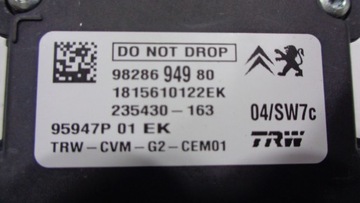 DO NOT DROP
98286 949 80
1815610122EK
235430-163
04/SW7c
95947P 01 EK
TRW
TRW-CVM-G2-CEM01